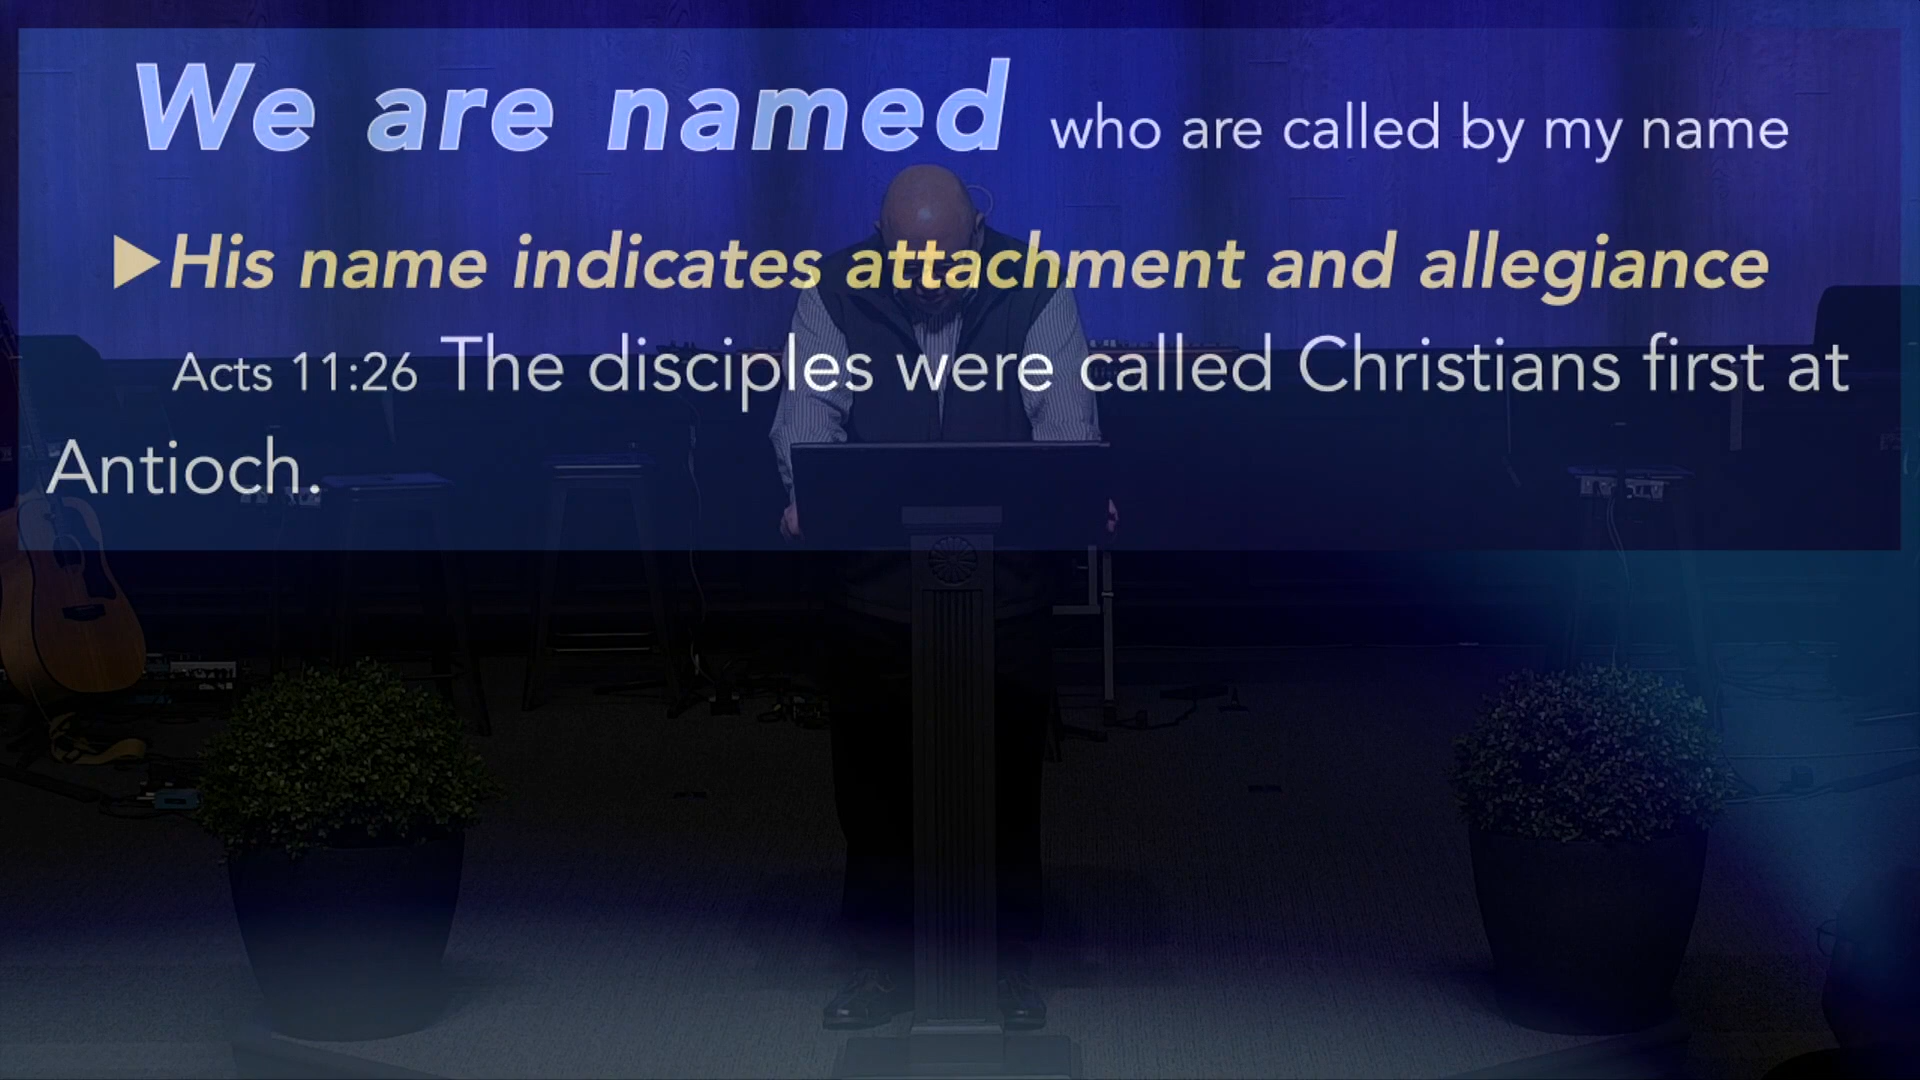 We are named who are called by my name
▶His name indicates attachment and allegiance
Acts 11:26 The disciples were called Christians first at
Antioch.